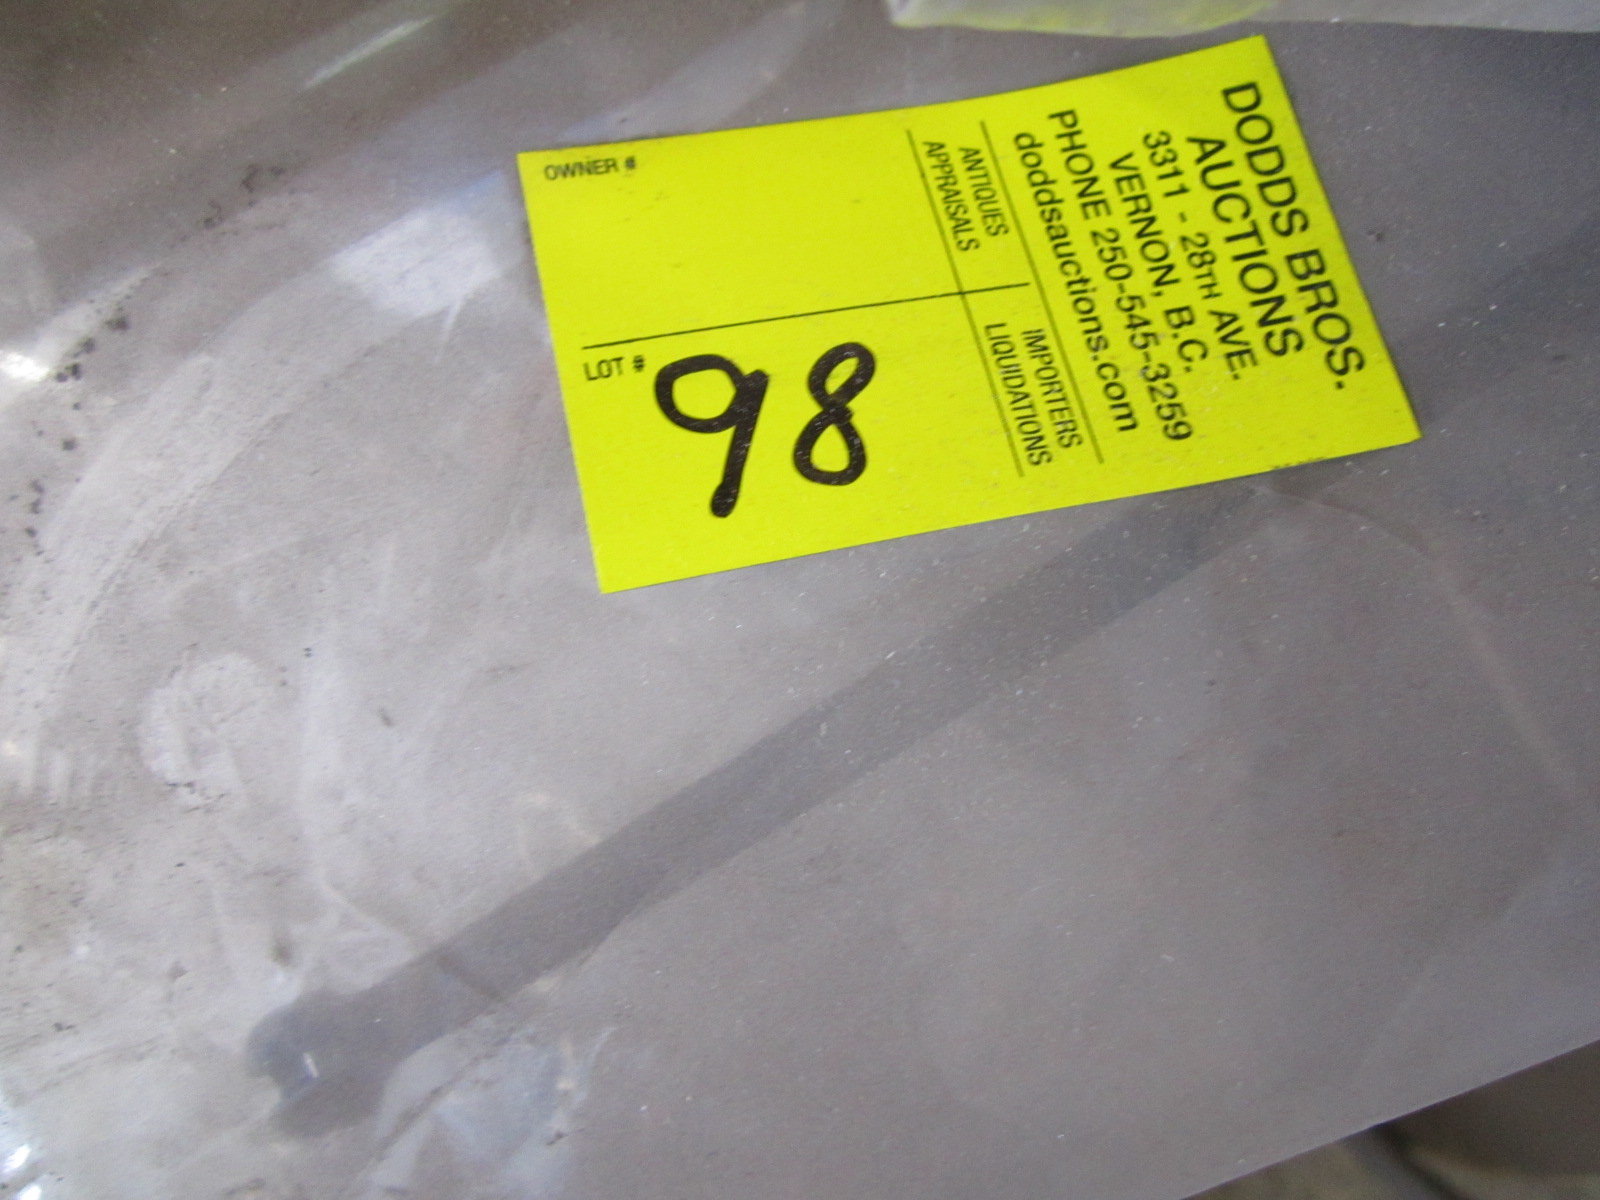 DODDS BROS.
AUCTIONS
3311 - 28TH AVE.
VERNON, B.C.
PHONE 250-545-3259
doddsauctions.com
ANTIQUES IMPORTERS
APPRAISALS LIQUIDATIONS
OWNER #
LOT # 98